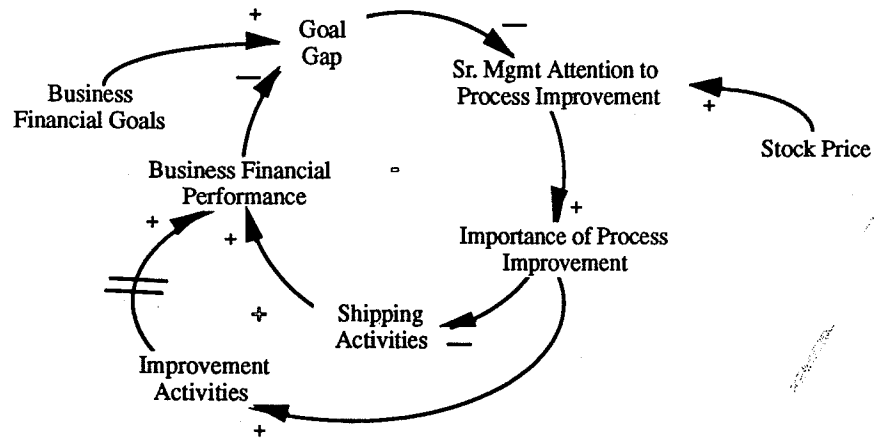 +
—
Goal
Gap
—
Sr. Mgmt Attention to
Process Improvement
Business
Financial Goals
+
Stock Price
Business Financial
Performance
+
+
+
Importance of Process
Improvement
Shipping
Activities
—
+
Improvement
Activities
+